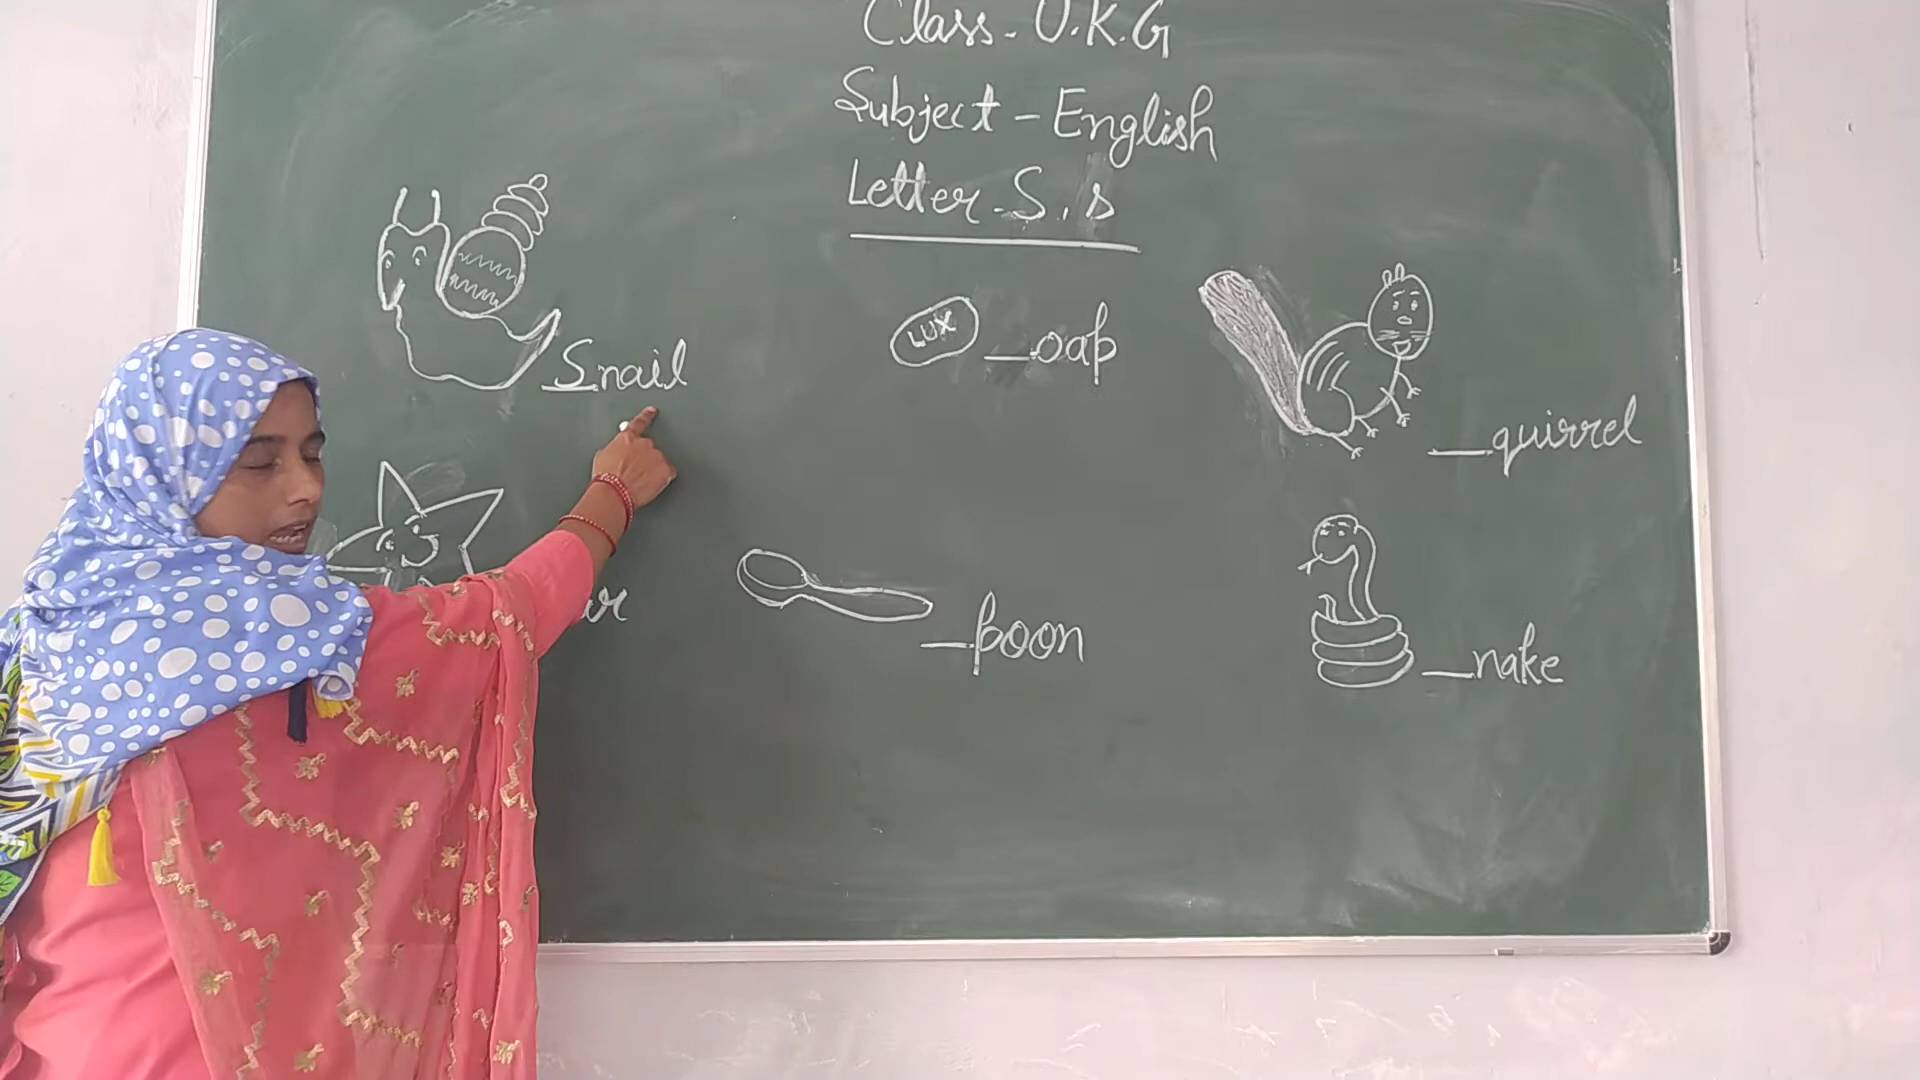 Class - U.K.G
Subject - English
Letter - S, s
Snail
LUX
_oap
_quirrel
_poon
_nake